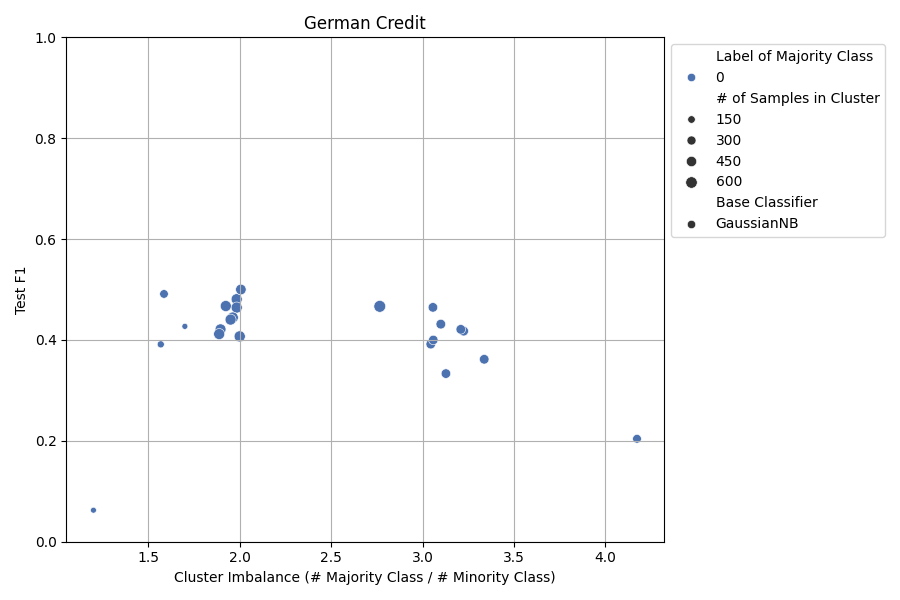 German Credit
Test F1
1.0
0.8
0.6
0.4
0.2
0.0
1.5
2.0
2.5
3.0
3.5
4.0
Cluster Imbalance (# Majority Class / # Minority Class)
Label of Majority Class
0
# of Samples in Cluster
150
300
450
600
Base Classifier
GaussianNB